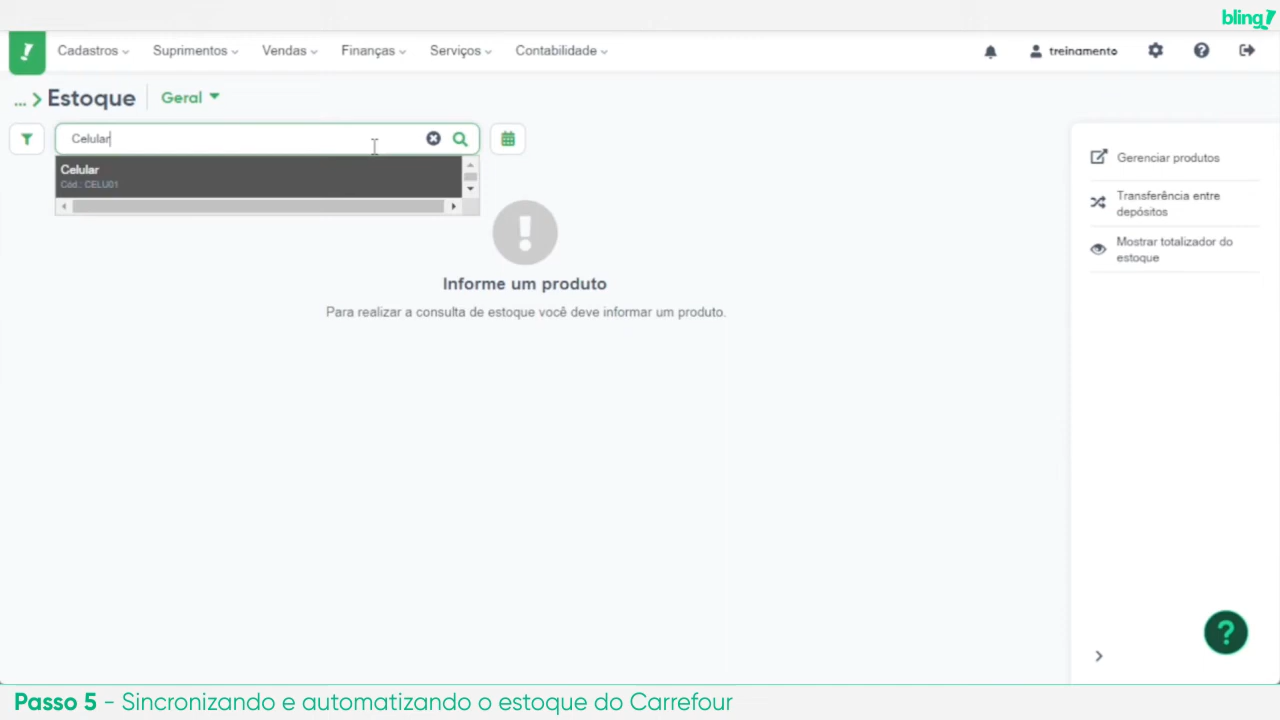 bling!
Cadastros
Suprimentos
Vendas
Finanças
Serviços
Contabilidade
treinamento
... > Estoque
Geral
Celular
Celular
Cód.: CELU01
Informe um produto
Para realizar a consulta de estoque você deve informar um produto.
Gerenciar produtos
Transferência entre
depósitos
Mostrar totalizador do
estoque
?
Passo 5 - Sincronizando e automatizando o estoque do Carrefour